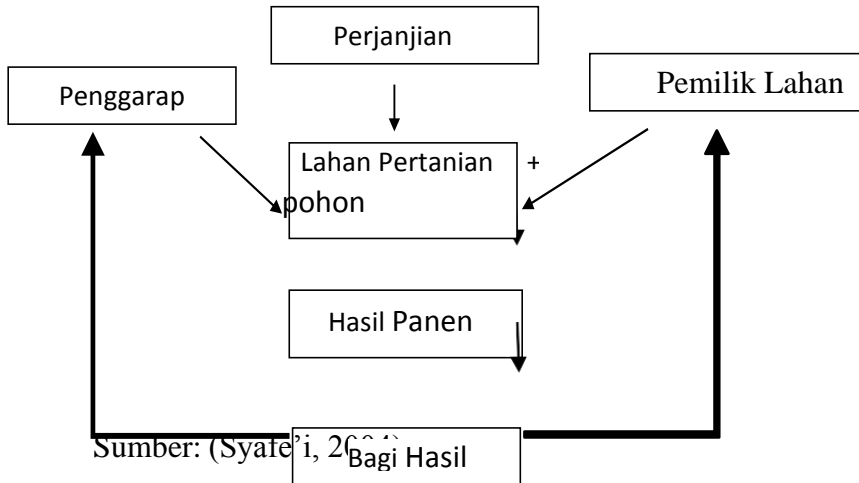 Perjanjian
Penggarap
Pemilik Lahan
Lahan Pertanian +
pohon
Hasil Panen
Sumber: (Syafe'i,
Bagi Hasil